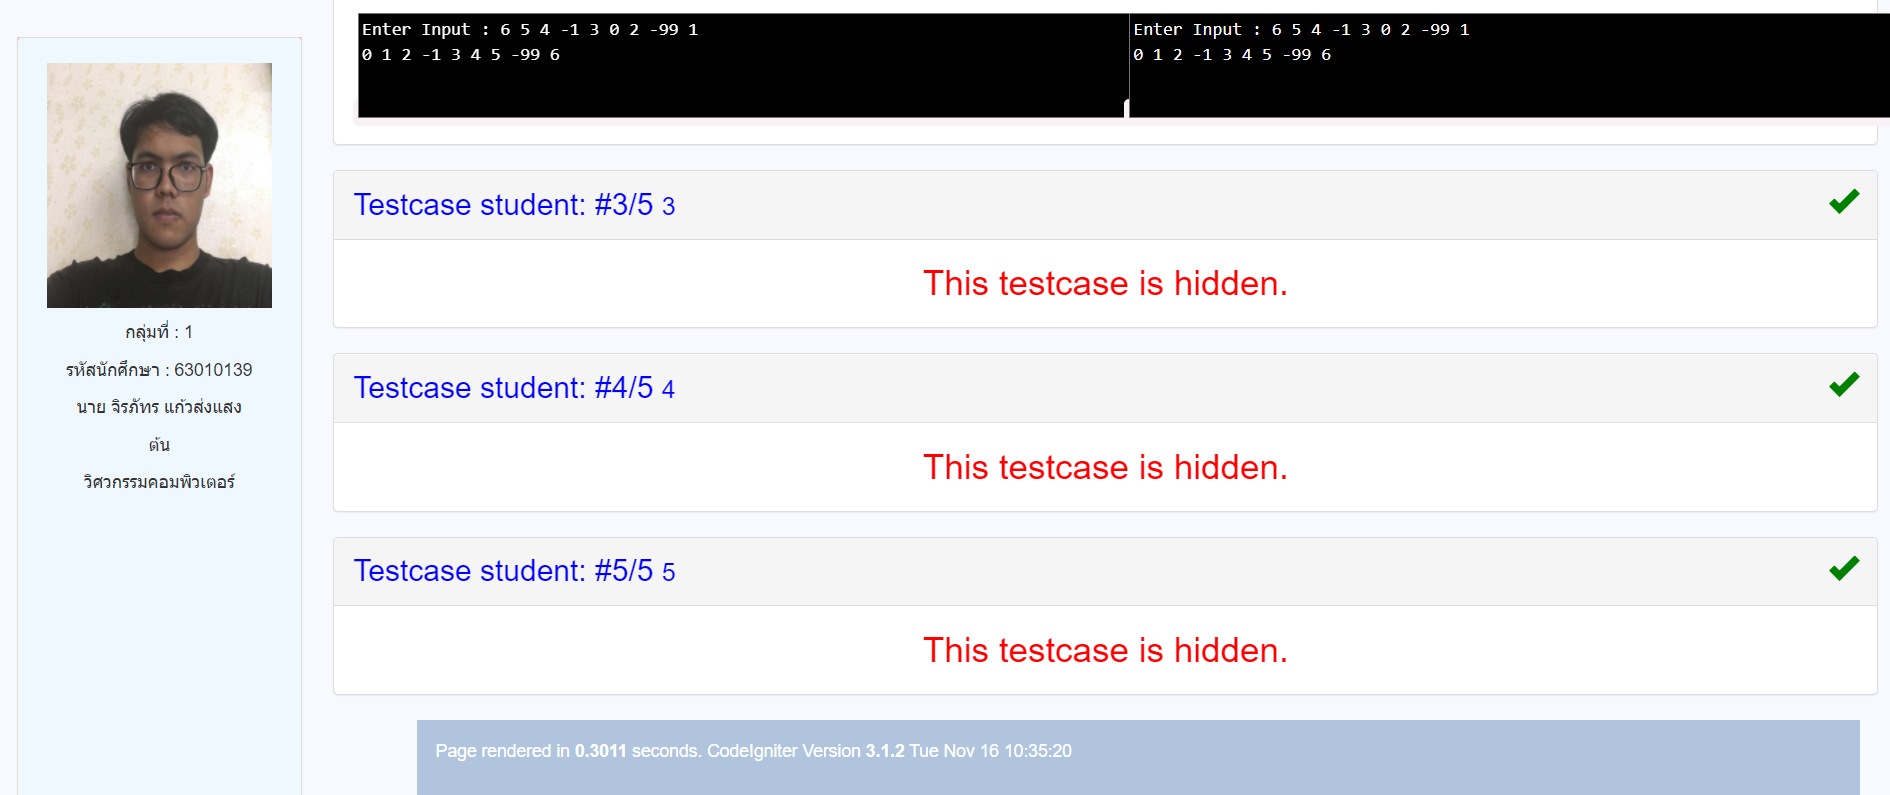 Enter Input : 6 5 4 -1 3 0 2 -99 1
0 1 2 -1 3 4 5 -99 6
Enter Input : 6 5 4 -1 3 0 2 -99 1
0 1 2 -1 3 4 5 -99 6
กลุ่มที่ : 1
รหัสนักศึกษา : 63010139
นาย จิรภัทร แก้วส่งแสง
ต้น
วิศวกรรมคอมพิวเตอร์
Testcase student: #3/5 3
This testcase is hidden.
Testcase student: #4/5 4
This testcase is hidden.
Testcase student: #5/5 5
This testcase is hidden.
Page rendered in 0.3011 seconds. CodeIgniter Version 3.1.2 Tue Nov 16 10:35:20